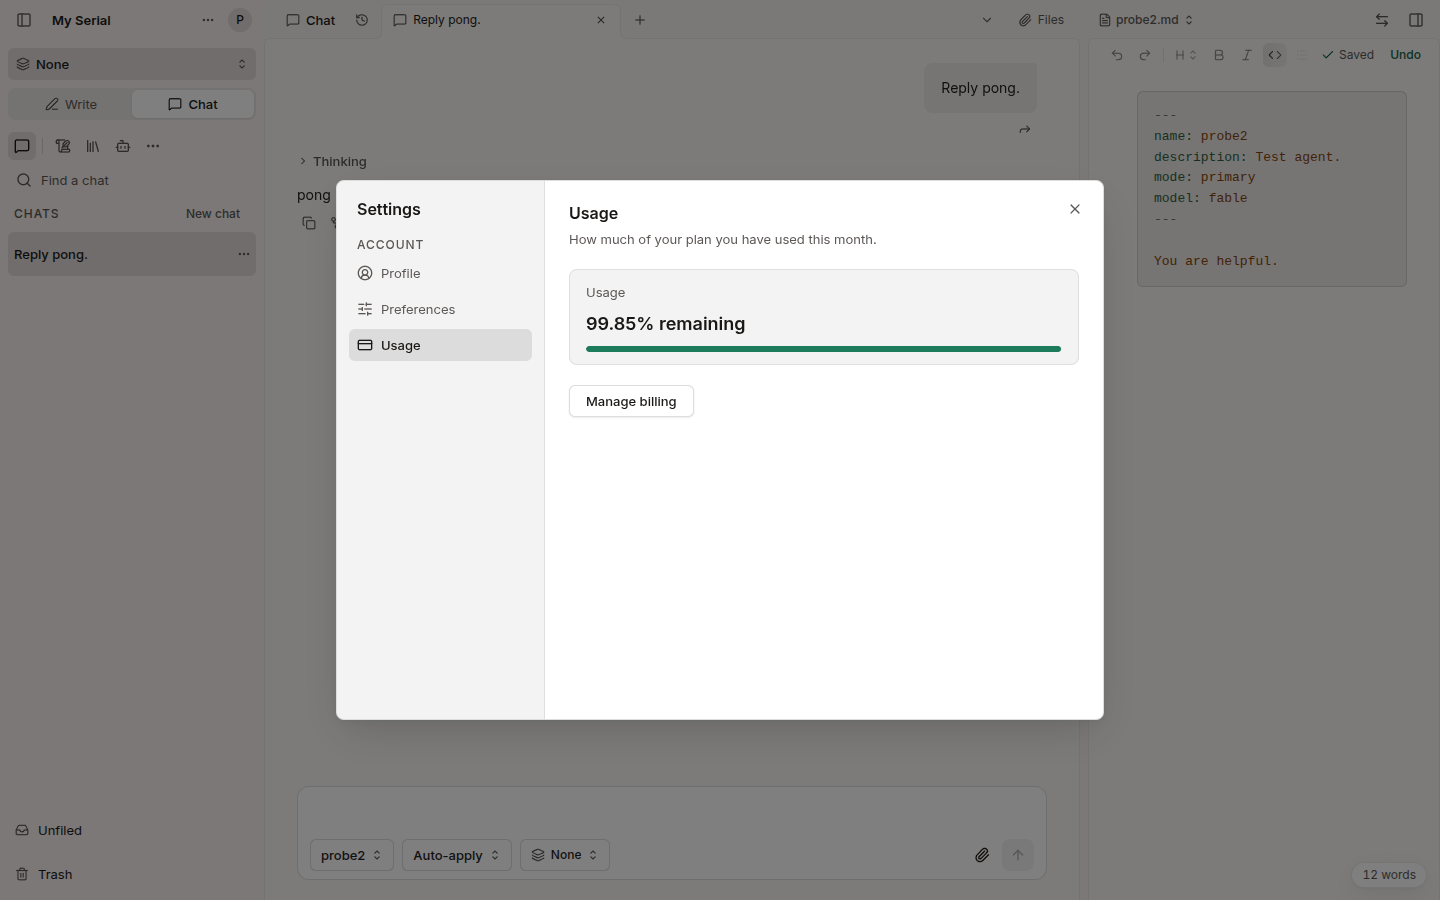 My Serial
P
None
Write
Chat
Find a chat
CHATS
New chat
Reply pong.
Unfiled
Trash
Chat
Reply pong.
Files
Reply pong.
Thinking
pong
probe2
Auto-apply
None
Settings
ACCOUNT
Profile
Preferences
Usage
Usage
How much of your plan you have used this month.
Usage
99.85% remaining
Manage billing
probe2.md
H
B
I
Saved
Undo
---
name: probe2
description: Test agent.
mode: primary
model: fable
---
You are helpful.
12 words